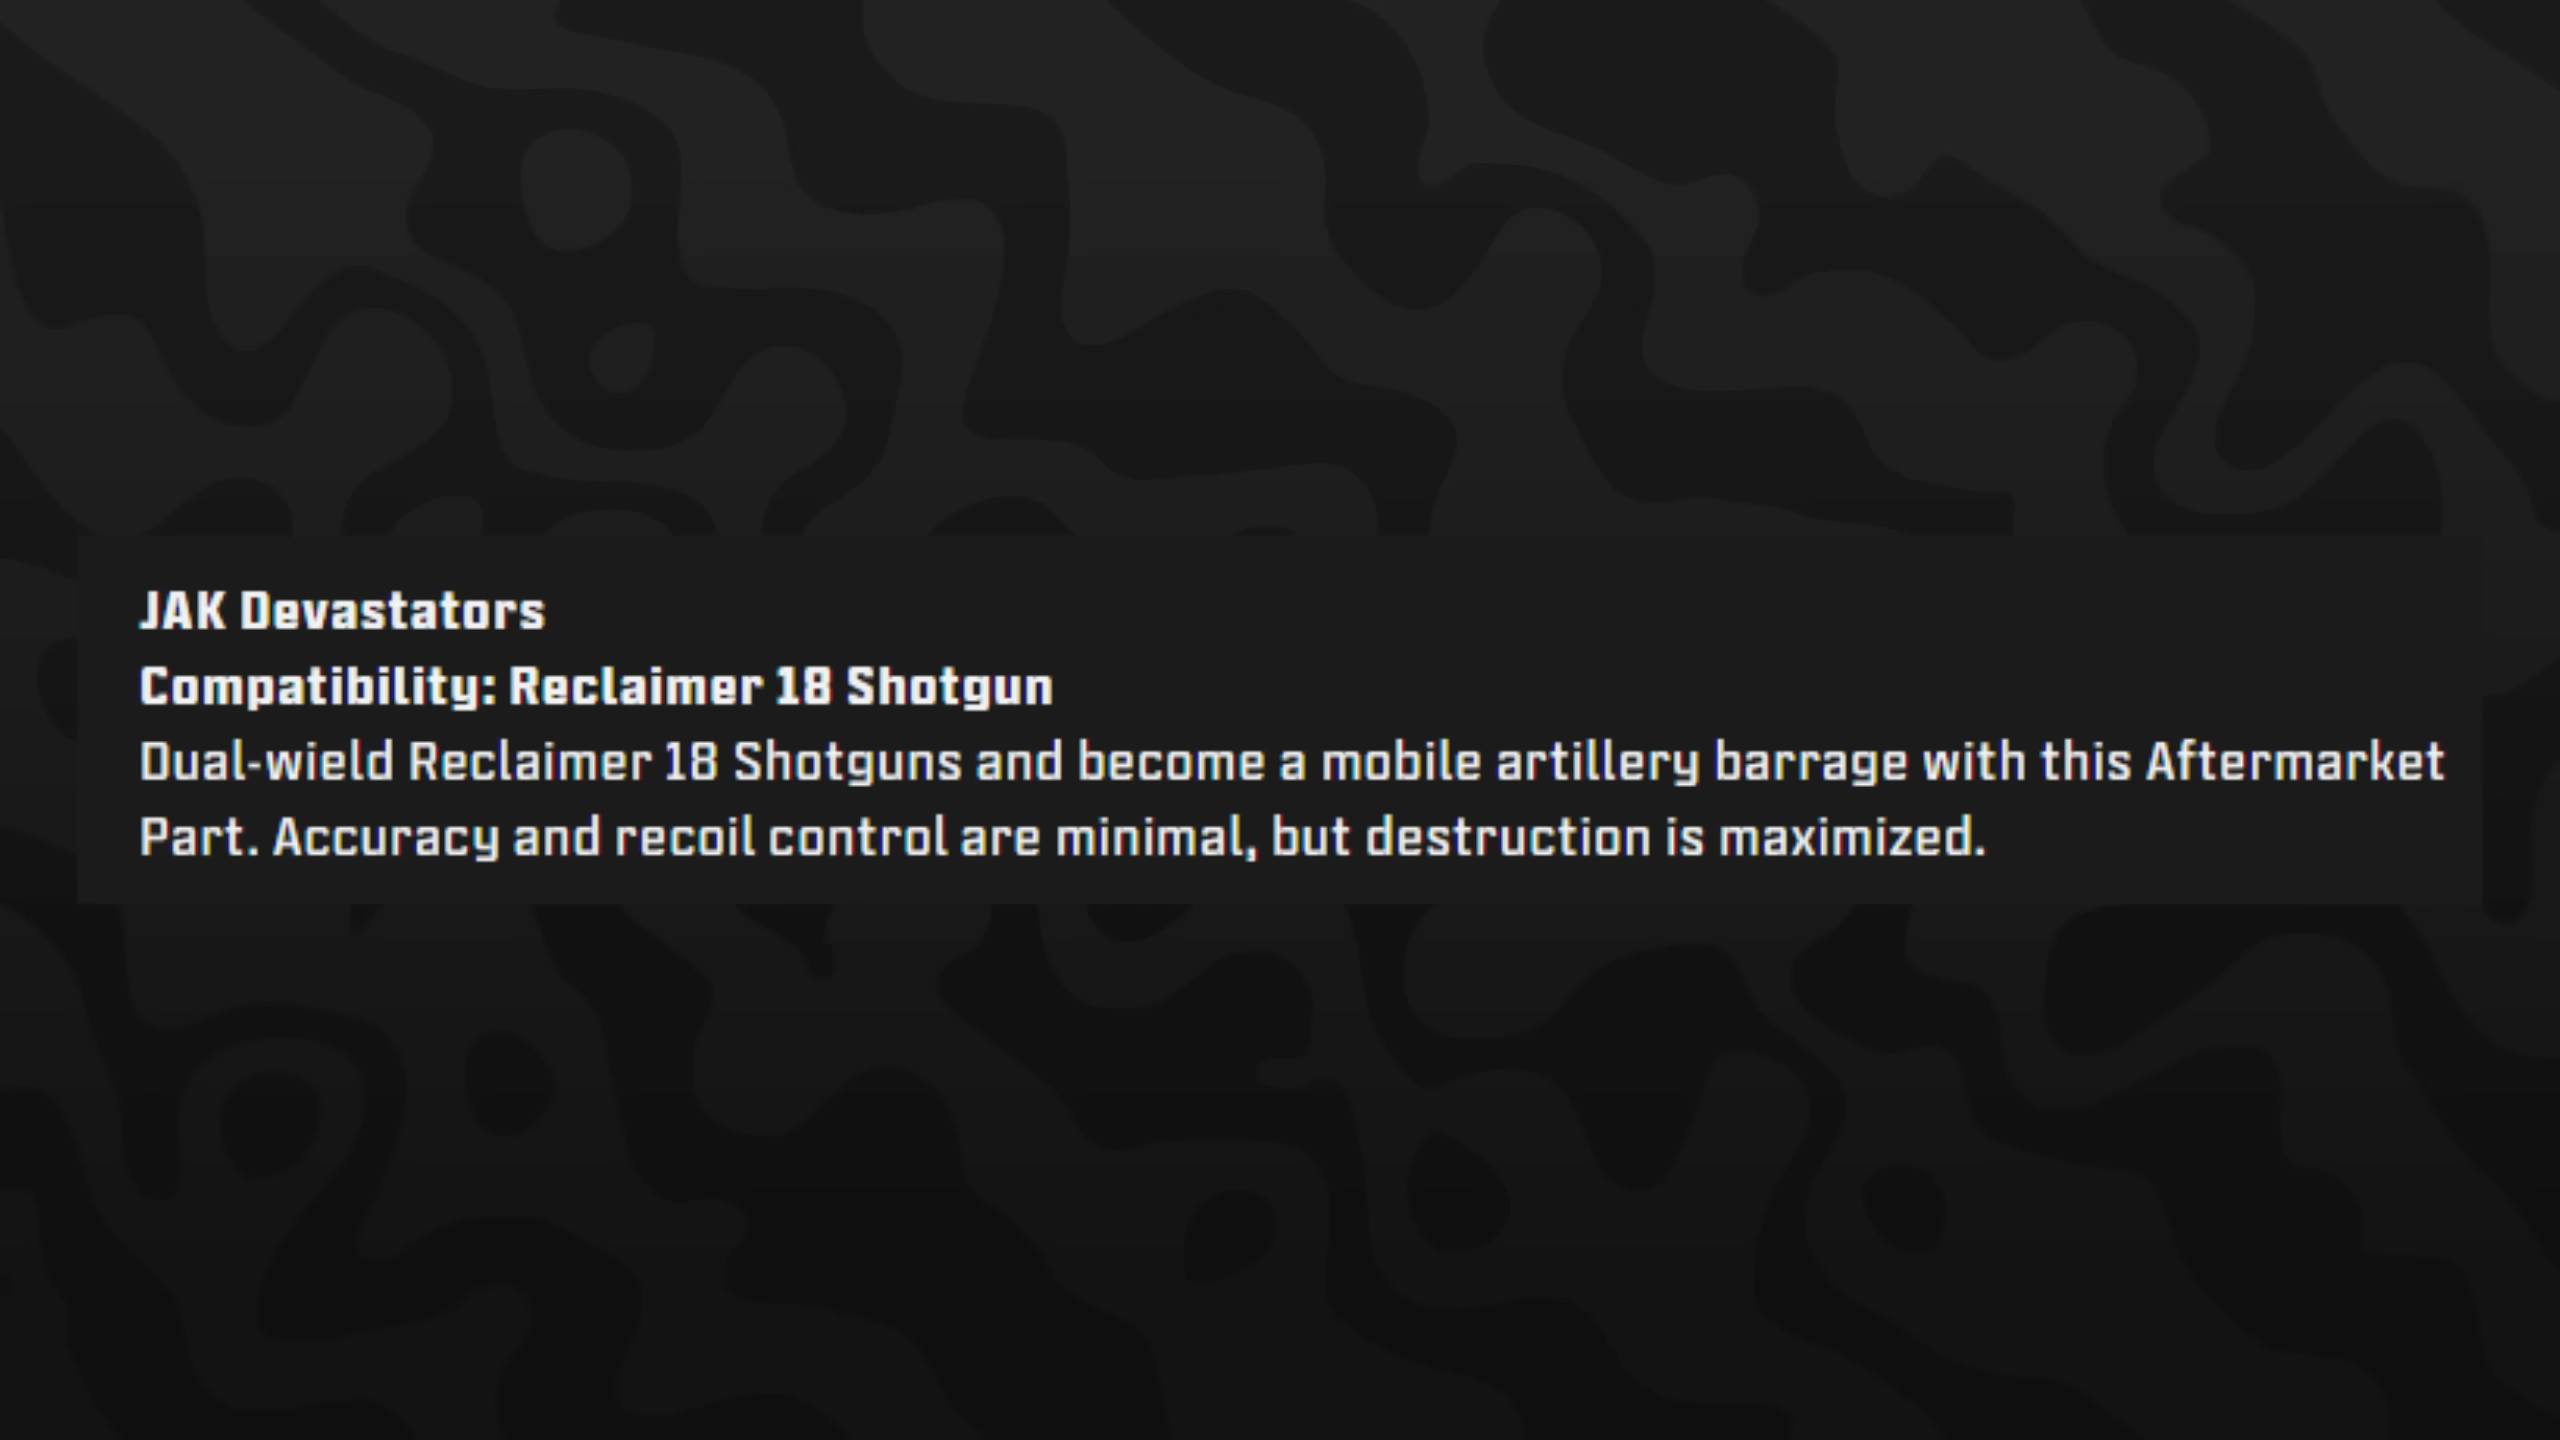 JAK Devastators
Compatibility: Reclaimer 18 Shotgun
Dual-wield Reclaimer 18 Shotguns and become a mobile artillery barrage with this Aftermarket
Part. Accuracy and recoil control are minimal, but destruction is maximized.